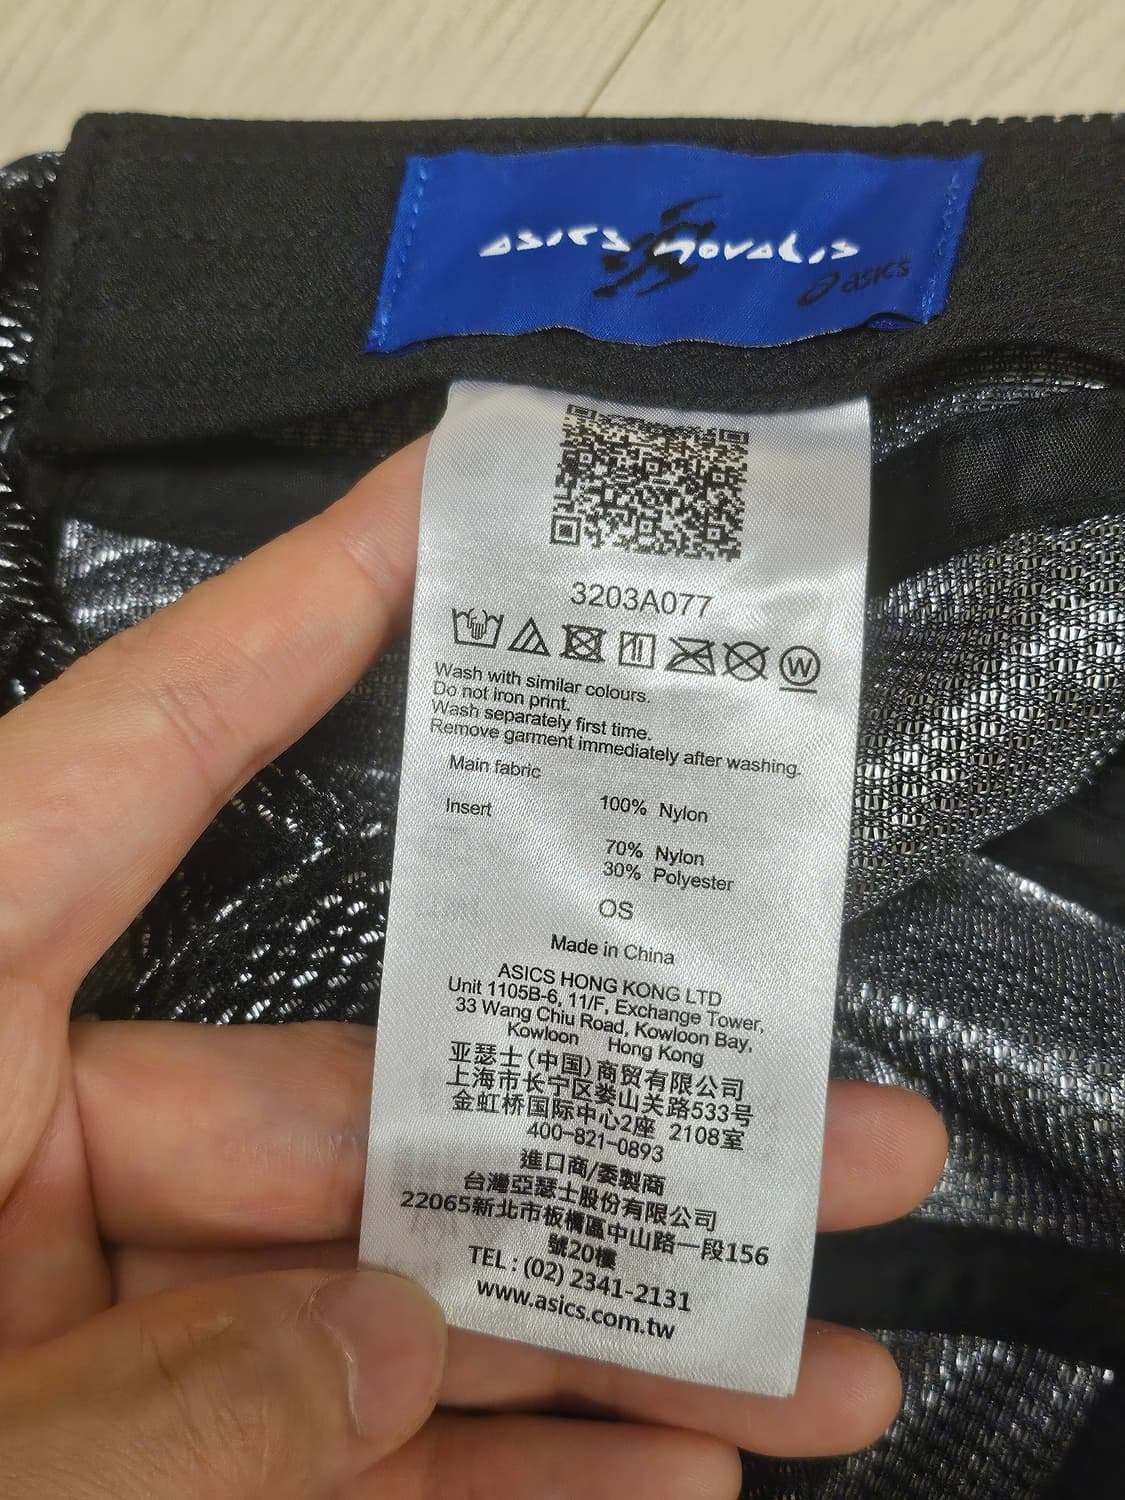 asics novalis
asics
3203A077
W
Wash with similar colours.
Do not iron print.
Wash separately first time.
Remove garment immediately after washing.
Main fabric
100% Nylon
Insert
70% Nylon
30% Polyester
OS
Made in China
ASICS HONG KONG LTD
Unit 1105B-6, 11/F, Exchange Tower,
33 Wang Chiu Road, Kowloon Bay,
Kowloon Hong Kong
亚瑟士(中国)商贸有限公司
上海市长宁区娄山关路533号
金虹桥国际中心2座 2108室
400-821-0893
進口商/委製商
台灣亞瑟士股份有限公司
22065新北市板橋區中山路一段156
號20樓
TEL : (02) 2341-2131
www.asics.com.tw